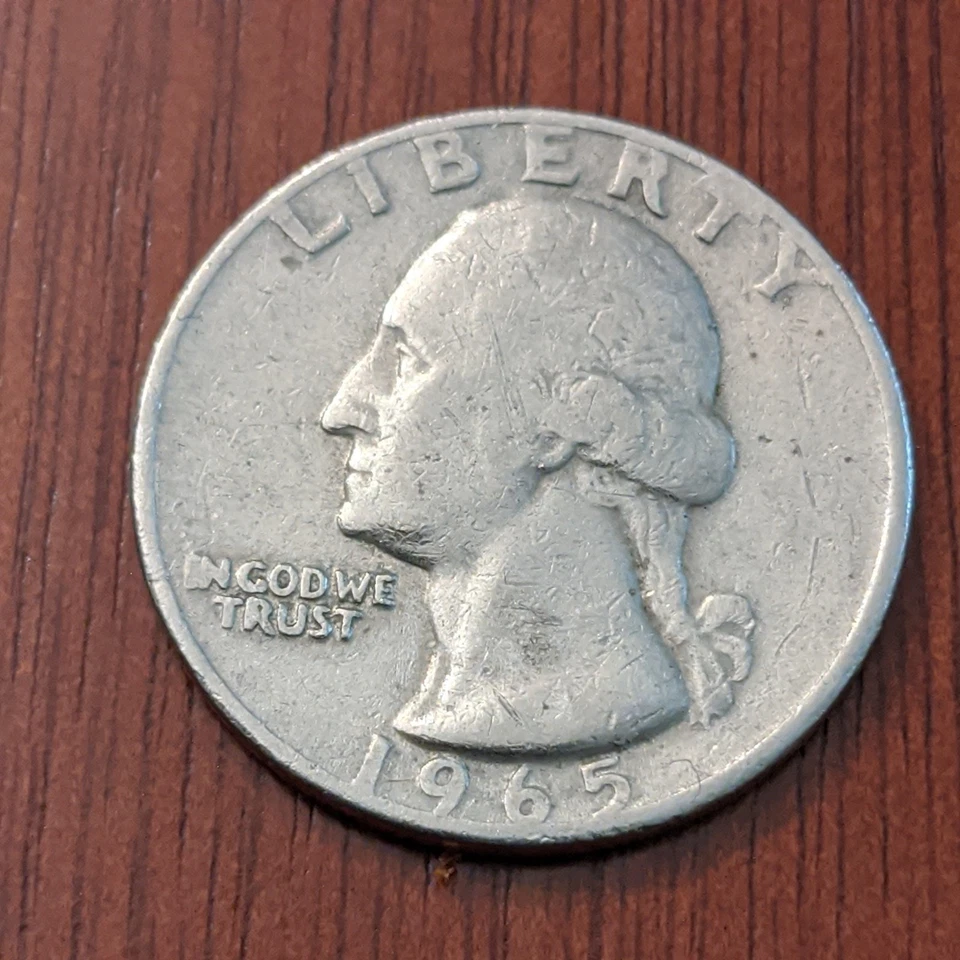 LIBERTY
IN GOD WE
TRUST
1965